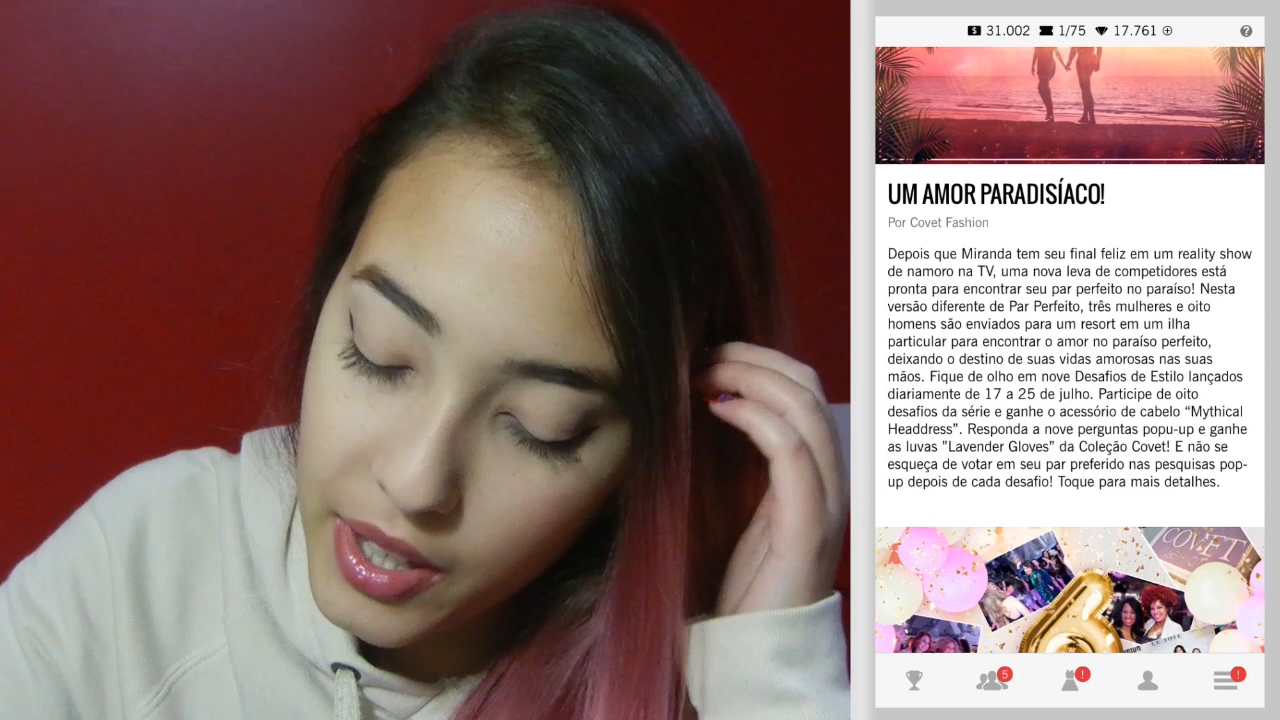 31.002 1/75 17.761
UM AMOR PARADISÍACO!
Por Covet Fashion
Depois que Miranda tem seu final feliz em um reality show
de namoro na TV, uma nova leva de competidores está
pronta para encontrar seu par perfeito no paraíso! Nesta
versão diferente de Par Perfeito, três mulheres e oito
homens são enviados para um resort em um ilha
particular para encontrar o amor no paraíso perfeito,
deixando o destino de suas vidas amorosas nas suas
mãos. Fique de olho em nove Desafios de Estilo lançados
diariamente de 17 a 25 de julho. Participe de oito
desafios da série e ganhe o acessório de cabelo “Mythical
Headdress”. Responda a nove perguntas popu-up e ganhe
as luvas ”Lavender Gloves” da Coleção Covet! E não se
esqueça de votar em seu par preferido nas pesquisas pop-
up depois de cada desafio! Toque para mais detalhes.
COVET
LE TOTE
5 ! !